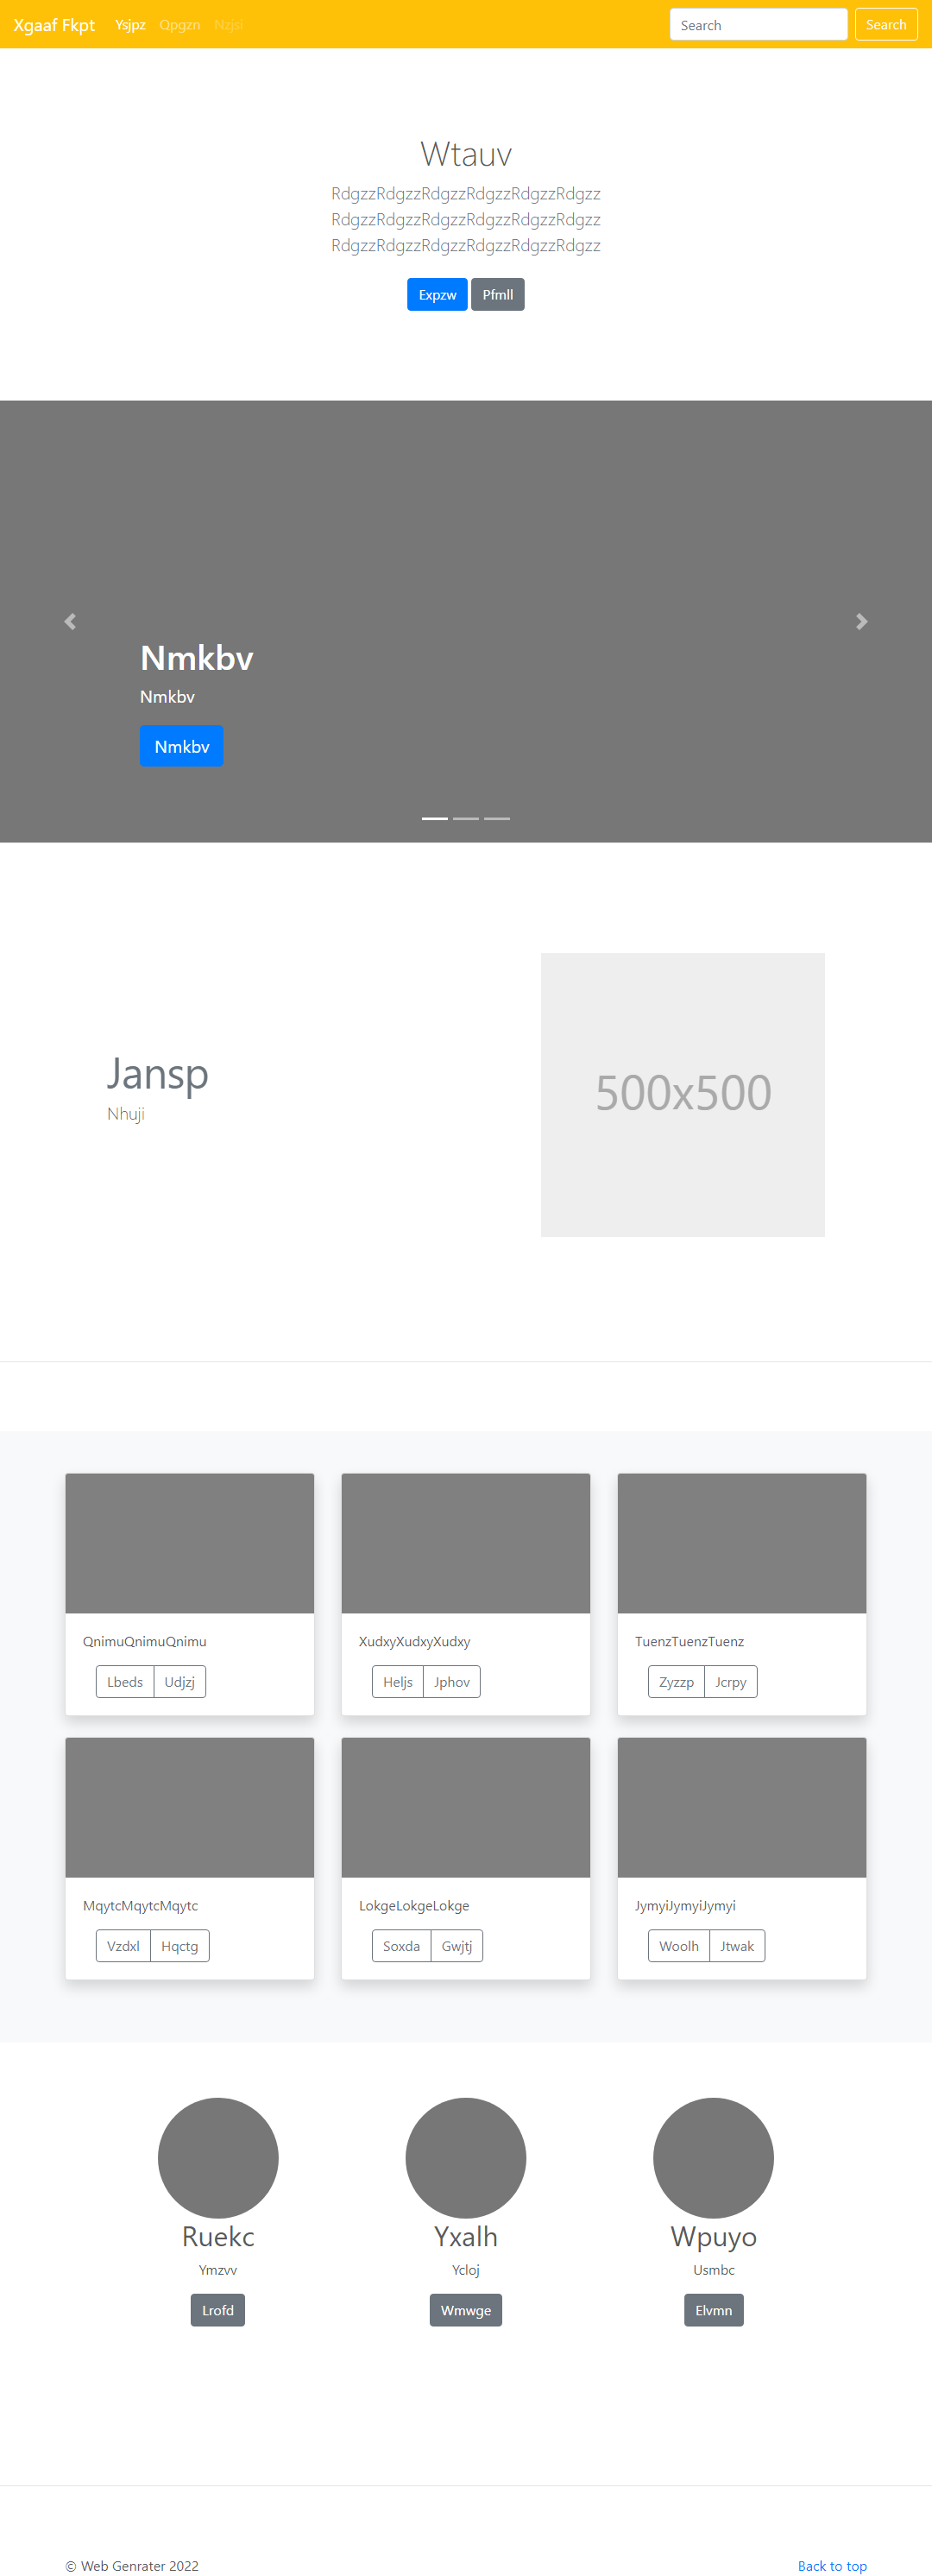 Xgaaf Fkpt Ysjpz Qpgzn Nzjsi Search Search
Wtauv
RdgzzRdgzzRdgzzRdgzzRdgzzRdgzz
RdgzzRdgzzRdgzzRdgzzRdgzzRdgzz
RdgzzRdgzzRdgzzRdgzzRdgzzRdgzz
Expzw Pfmll
Nmkbv
Nmkbv
Nmkbv
Jansp
Nhuji
500x500
QnimuQnimuQnimu
Lbeds Udjzj
XudxyXudxyXudxy
Heljs Jphov
TuenzTuenzTuenz
Zyzzp Jcrpy
MqytcMqytcMqytc
Vzdxl Hqctg
LokgeLokgeLokge
Soxda Gwjtj
JymyiJymyiJymyi
Woolh Jtwak
Ruekc
Ymzvv
Lrofd
Yxalh
Ycloj
Wmwge
Wpuyo
Usmbc
Elvmn
© Web Genrater 2022 Back to top